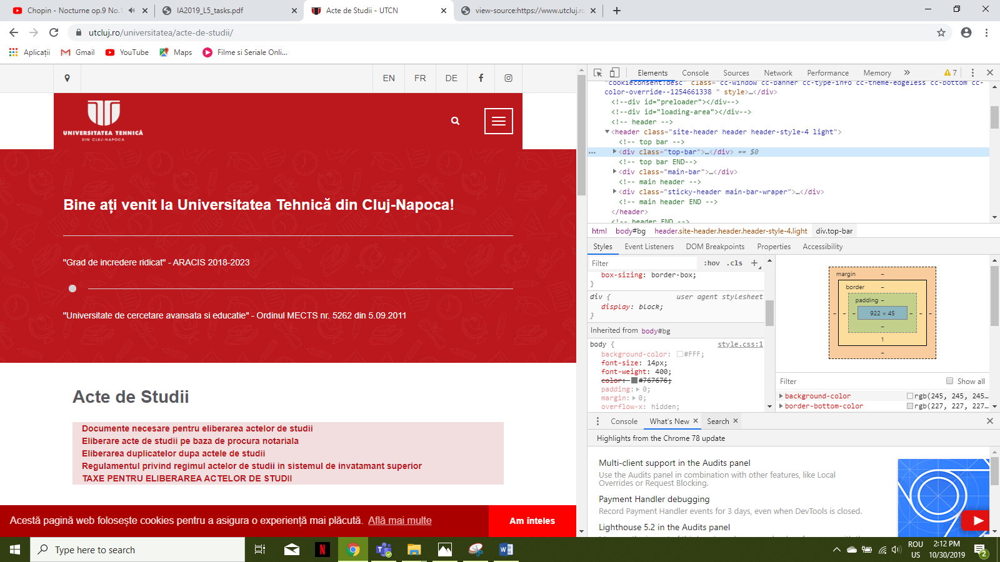 Chopin - Nocturne op.9 No.
IA2019_L5_tasks.pdf
Acte de Studii - UTCN
view-source:https://www.utcluj.ro
utcluj.ro/universitatea/acte-de-studii/
Aplicații
Gmail
YouTube
Maps
Filme si Seriale Onli...
EN
FR
DE
UNIVERSITATEA TEHNICĂ
DIN CLUJ-NAPOCA
Bine ați venit la Universitatea Tehnică din Cluj-Napoca!
"Grad de incredere ridicat" - ARACIS 2018-2023
"Universitate de cercetare avansata si educatie" - Ordinul MECTS nr. 5262 din 5.09.2011
Acte de Studii
Documente necesare pentru eliberarea actelor de studii
Eliberare acte de studii pe baza de procura notariala
Eliberarea duplicatelor dupa actele de studii
Regulamentul privind regimul actelor de studii in sistemul de invatamant superior
TAXE PENTRU ELIBERAREA ACTELOR DE STUDII
Acestă pagină web folosește cookies pentru a asigura o experiență mai plăcută. Află mai multe
Am înteles
Elements
Console
Sources
Network
Performance
Memory
7
"cookieconsent:desc" class="cc-window cc-banner cc-type-info cc-theme-edgeless cc-bottom cc-
color-override--1254661338 " style>…</div>
<!--div id="preloader"></div-->
<!--div id="loading-area"></div-->
<!-- header -->
<header class="site-header header header-style-4 light">
<!-- top bar -->
<div class="top-bar">…</div> == $0
<!-- top bar END-->
<div class="main-bar">…</div>
<!-- main header -->
<div class="sticky-header main-bar-wraper">…</div>
<!-- main header END -->
</header>
<!-- header END -->
html
body#bg
header.site-header.header.header-style-4.light
div.top-bar
Styles
Event Listeners
DOM Breakpoints
Properties
Accessibility
Filter
:hov
.cls
+
box-sizing: border-box;
}
div {
user agent stylesheet
display: block;
}
Inherited from body#bg
body {
style.css:1
background-color: #FFF;
font-size: 14px;
font-weight: 400;
color: #767676;
padding: 0;
margin: 0;
overflow-x: hidden;
margin –
border –
padding –
– – – 922 × 45 – – –
–
1
–
Filter
Show all
background-color
rgb(245, 245, 245…
border-bottom-color
rgb(227, 227, 227…
Console
What's New
Search
Highlights from the Chrome 78 update
Multi-client support in the Audits panel
Use the Audits panel in combination with other features, like Local
Overrides or Request Blocking.
Payment Handler debugging
Record Payment Handler events for 3 days, even when DevTools is closed.
Lighthouse 5.2 in the Audits panel
Type here to search
ROU
US
2:12 PM
10/30/2019
2